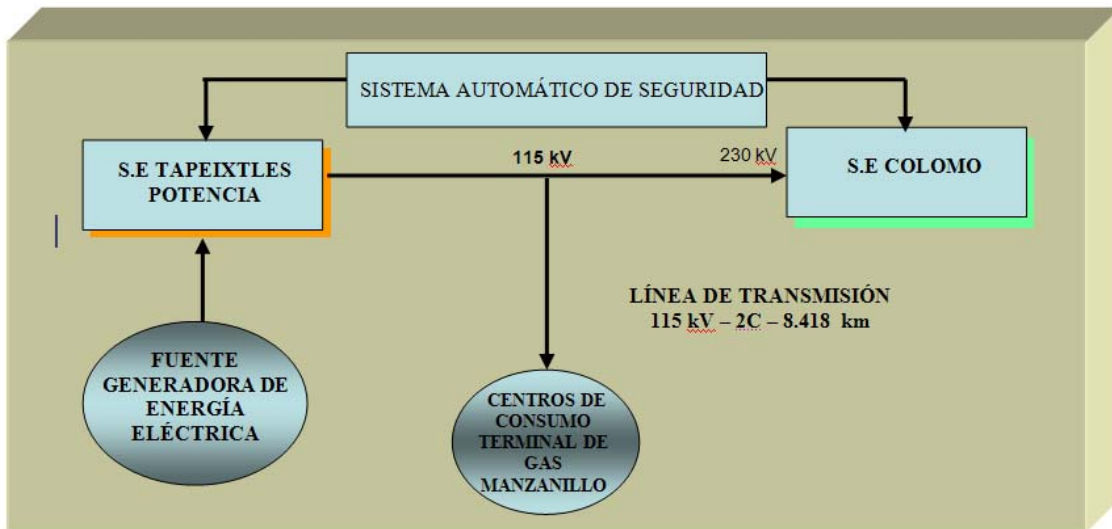 SISTEMA AUTOMÁTICO DE SEGURIDAD
S.E TAPEIXTLES
POTENCIA
115 kV
230 kV
S.E COLOMO
LÍNEA DE TRANSMISIÓN
115 kV – 2C – 8.418 km
FUENTE
GENERADORA DE
ENERGÍA
ELÉCTRICA
CENTROS DE
CONSUMO
TERMINAL DE
GAS
MANZANILLO